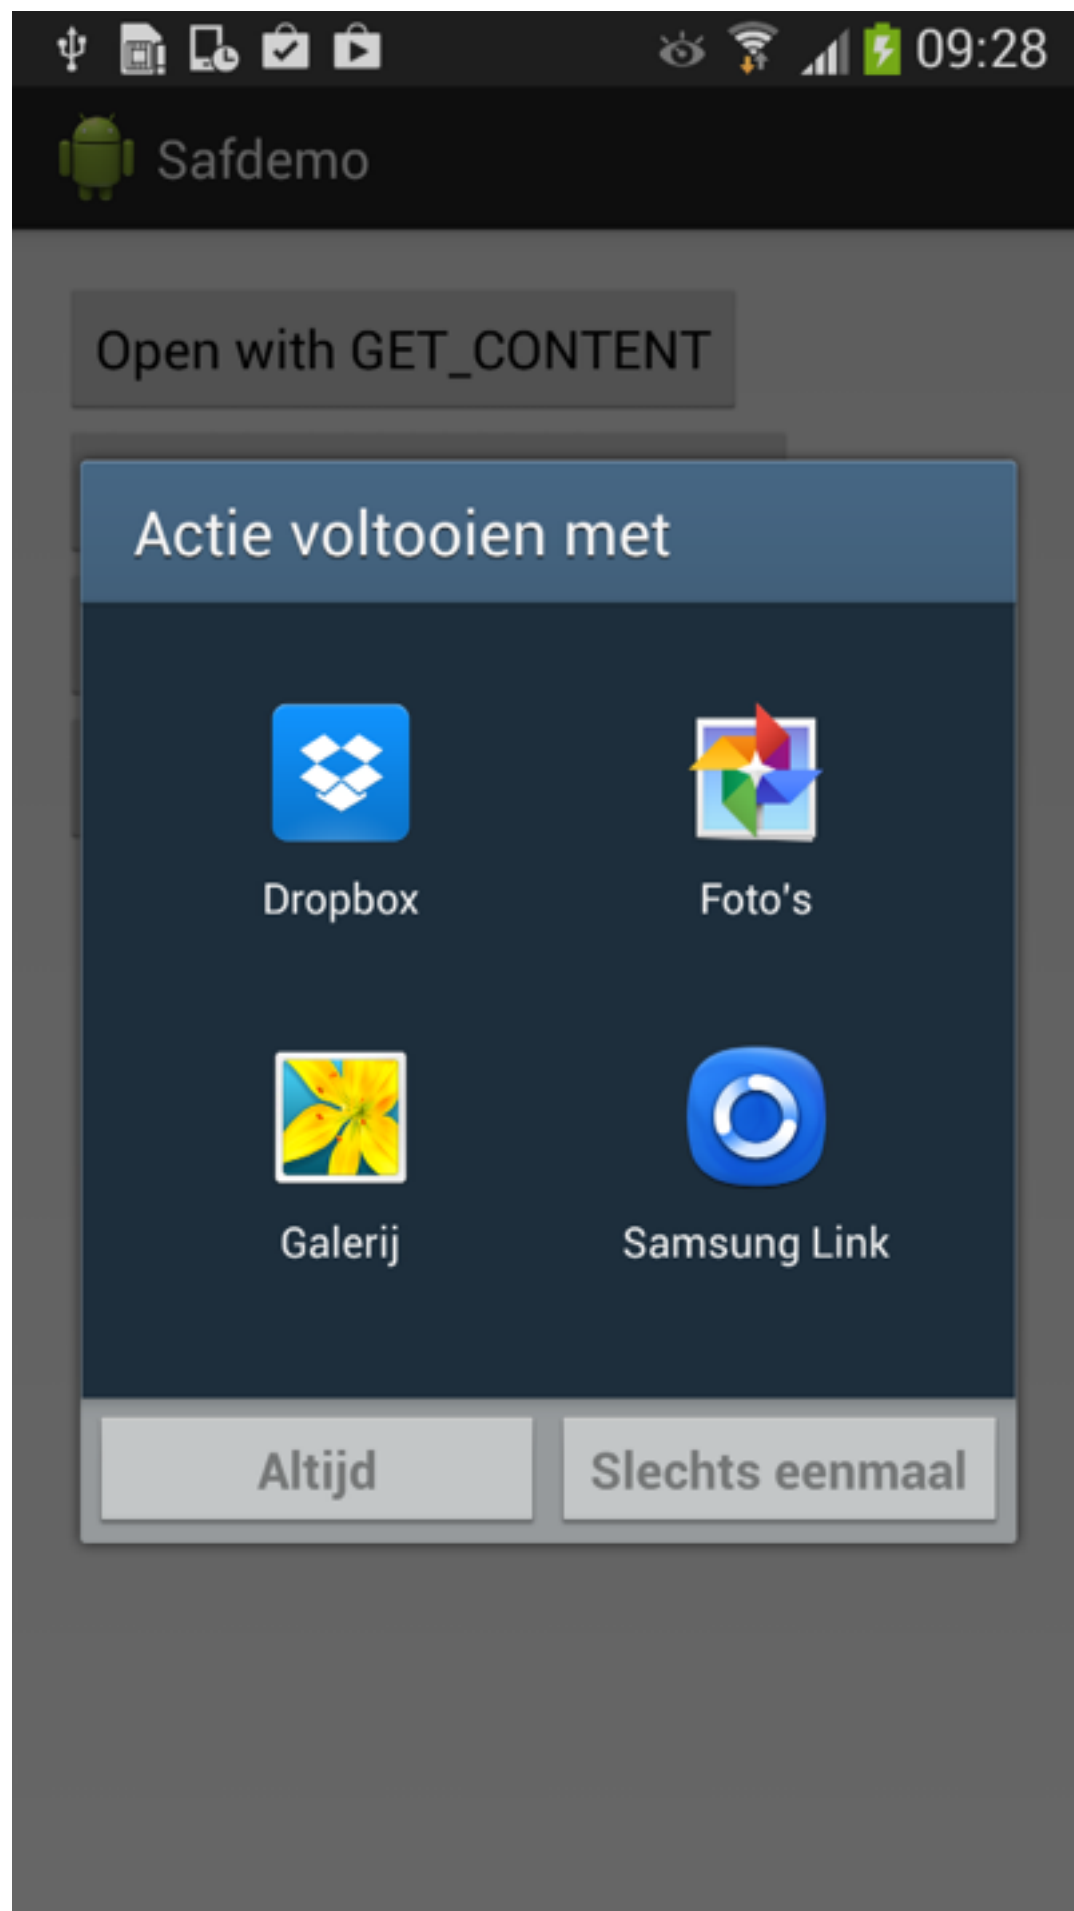 09:28
Safdemo
Open with GET_CONTENT
Actie voltooien met
Dropbox
Foto's
Galerij
Samsung Link
Altijd
Slechts eenmaal